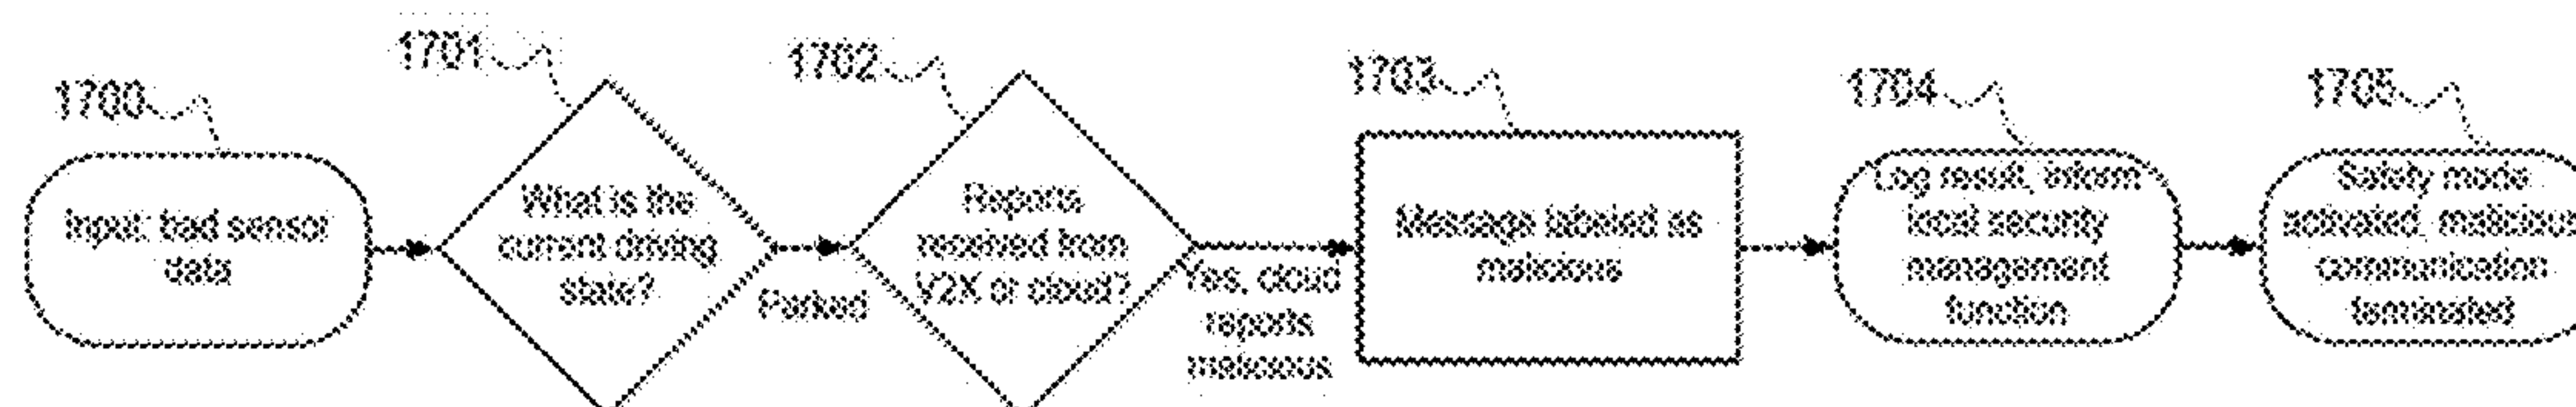 1700
Input: bad sensor
data
1701
What is the
current driving
state?
Parked
1702
Reports
received from
V2X or cloud?
Yes, cloud
reports
malicious
1703
Message labeled as
malicious
1704
Log result, inform
local security
management
function
1705
Safety mode
activated, malicious
communication
terminated